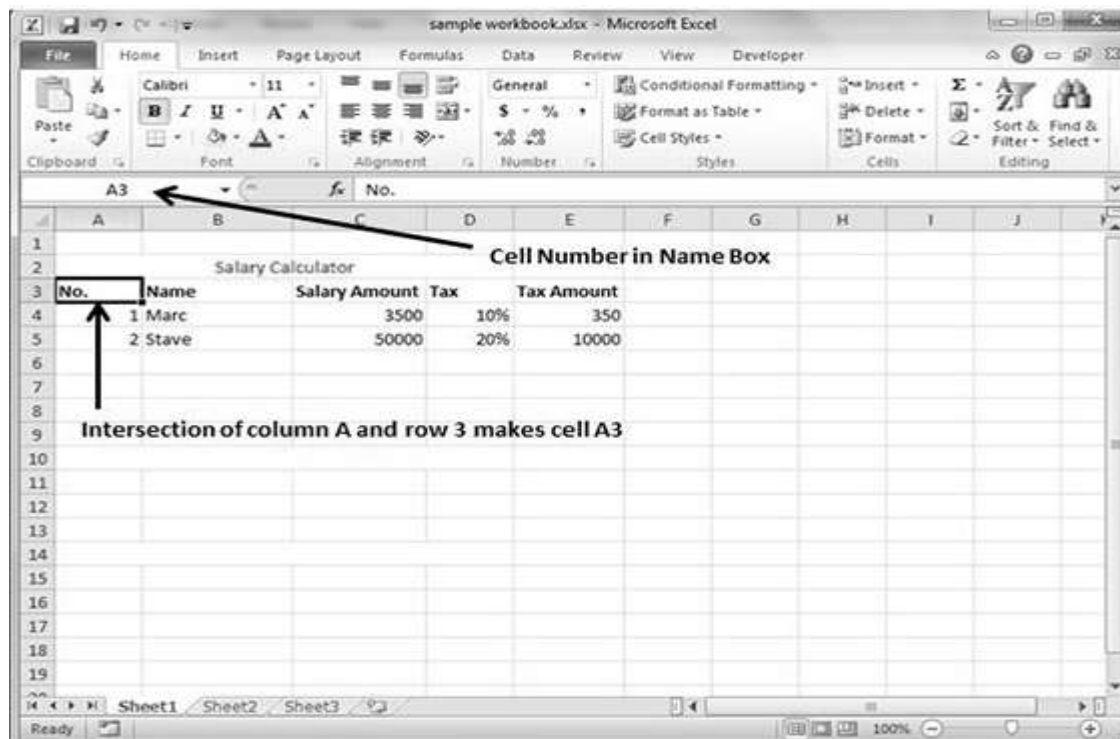 sample workbook.xlsx - Microsoft Excel
File Home Insert Page Layout Formulas Data Review View Developer
Calibri 11 General Conditional Formatting Insert Σ
Paste B I U A A $ % , Format as Table Delete Sort & Find &
A Cell Styles Format Filter Select
Clipboard Font Alignment Number Styles Cells Editing
A3 fx No.
A B C D E F G H I J
1
Cell Number in Name Box
2 Salary Calculator
3 No. Name Salary Amount Tax Tax Amount
4 1 Marc 3500 10% 350
5 2 Stave 50000 20% 10000
6
7
8
Intersection of column A and row 3 makes cell A3
9
10
11
12
13
14
15
16
17
18
19
Sheet1 Sheet2 Sheet3
Ready 100%